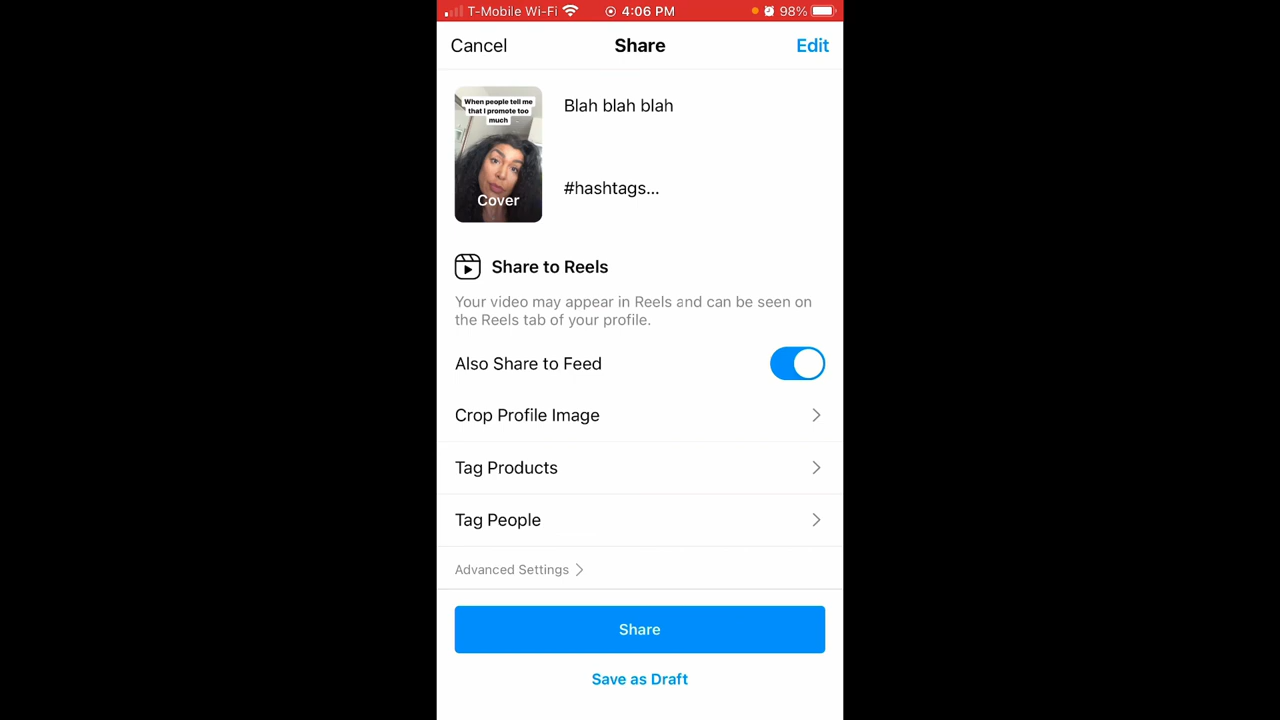 T-Mobile Wi-Fi 4:06 PM 98%
Cancel Share Edit
When people tell me
that I promote too
much
Cover
Blah blah blah
#hashtags...
Share to Reels
Your video may appear in Reels and can be seen on
the Reels tab of your profile.
Also Share to Feed
Crop Profile Image
Tag Products
Tag People
Advanced Settings
Share
Save as Draft